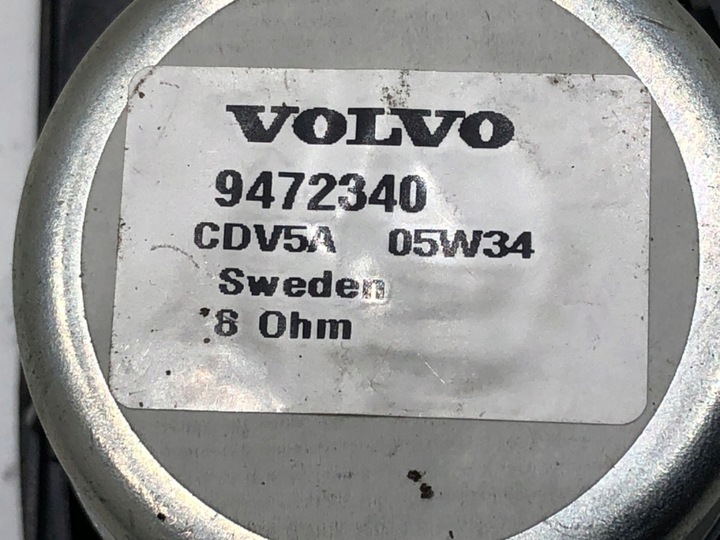 VOLVO
9472340
CDV5A 05W34
Sweden
8 Ohm